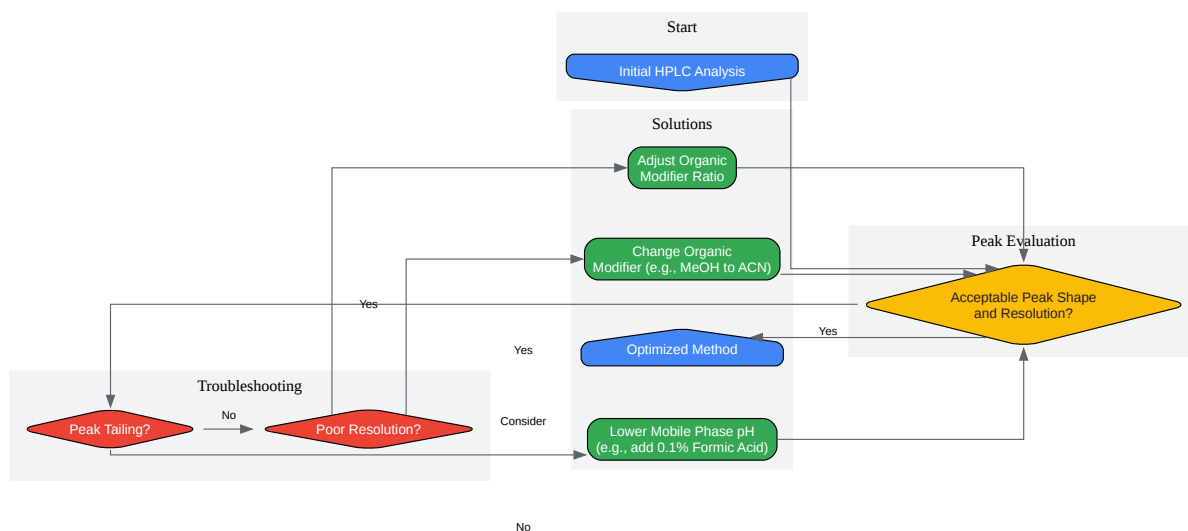 Start
Initial HPLC Analysis
Solutions
Adjust Organic
Modifier Ratio
Peak Evaluation
Change Organic
Modifier (e.g., MeOH to ACN)
Acceptable Peak Shape
and Resolution?
Yes
Yes
Yes
Optimized Method
Troubleshooting
No
Consider
Peak Tailing?
Poor Resolution?
Lower Mobile Phase pH
(e.g., add 0.1% Formic Acid)
No